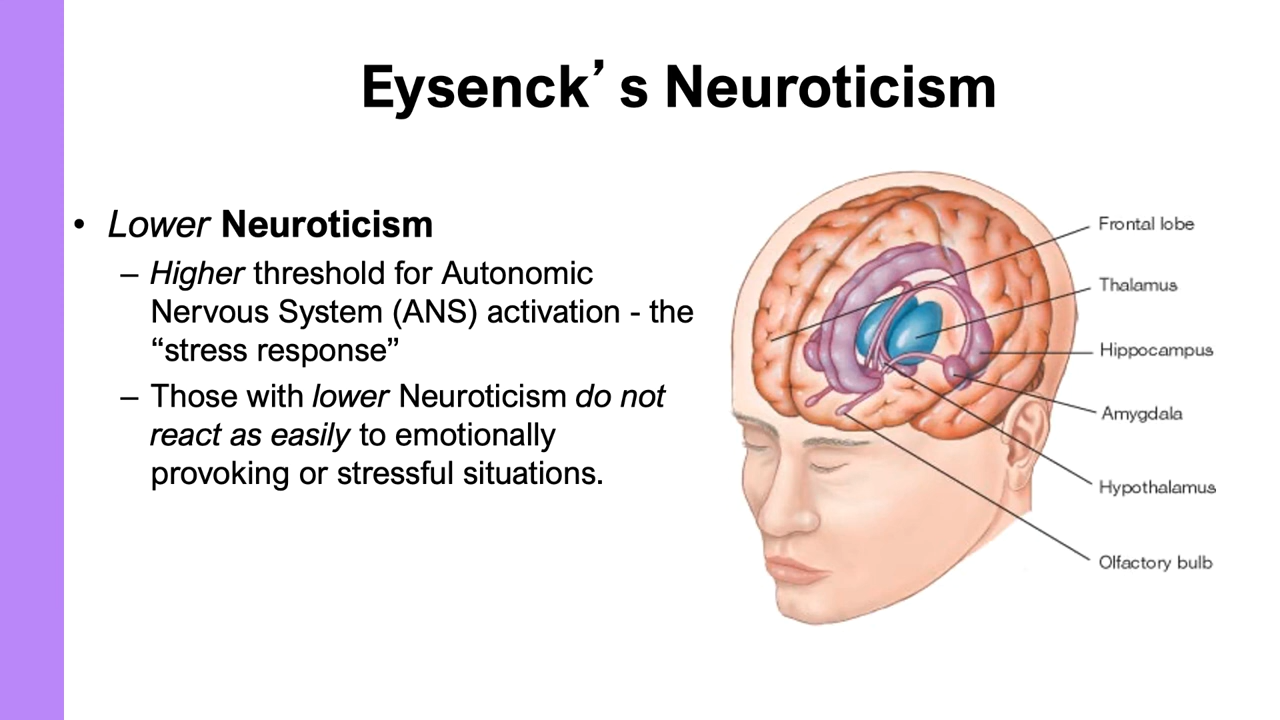 Eysenck’s Neuroticism
• Lower Neuroticism
– Higher threshold for Autonomic
Nervous System (ANS) activation - the
“stress response”
– Those with lower Neuroticism do not
react as easily to emotionally
provoking or stressful situations.
Frontal lobe
Thalamus
Hippocampus
Amygdala
Hypothalamus
Olfactory bulb